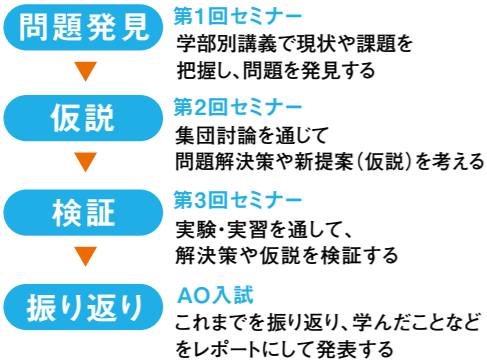 問題発見
第1回セミナー
学部別講義で現状や課題を
把握し、問題を発見する
仮説
第2回セミナー
集団討論を通じて
問題解決策や新提案（仮説）を考える
検証
第3回セミナー
実験・実習を通して、
解決策や仮説を検証する
振り返り
AO入試
これまでを振り返り、学んだことなど
をレポートにして発表する